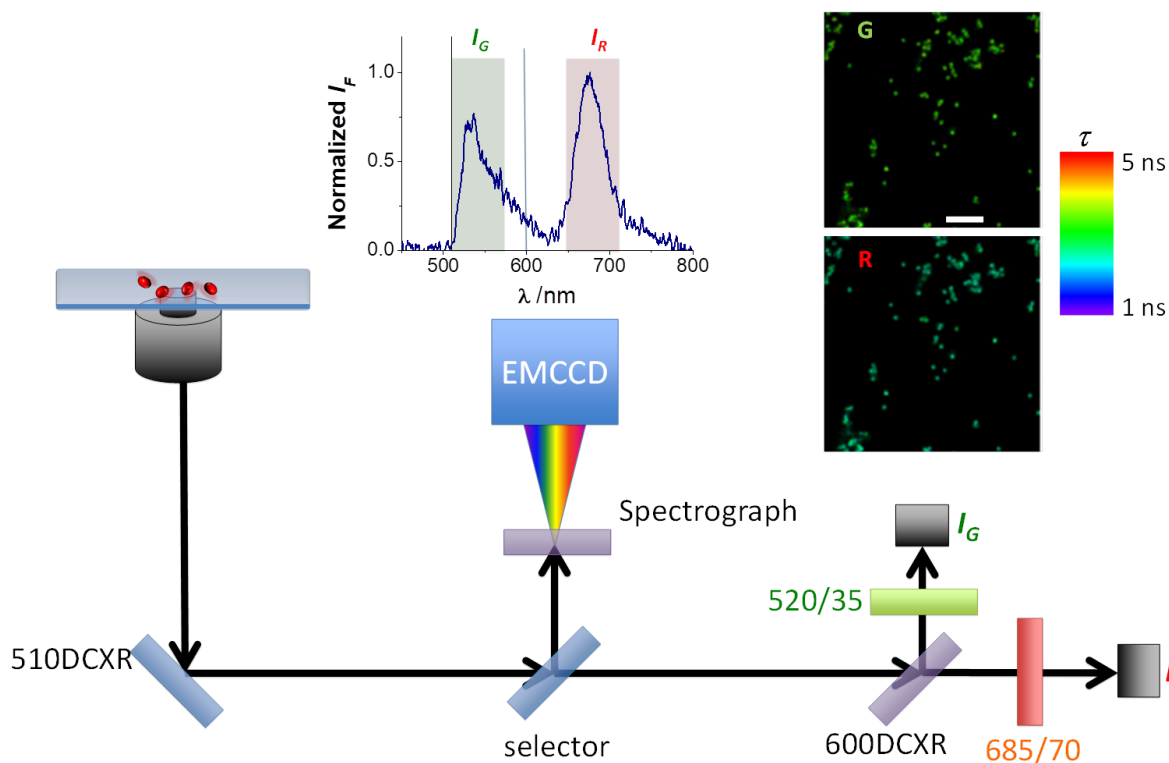 I_G
I_R
Normalized I_F
1.0
0.5
0.0
500
600
700
800
λ /nm
G
R
τ
5 ns
1 ns
EMCCD
Spectrograph
I_G
520/35
510DCXR
selector
600DCXR
685/70